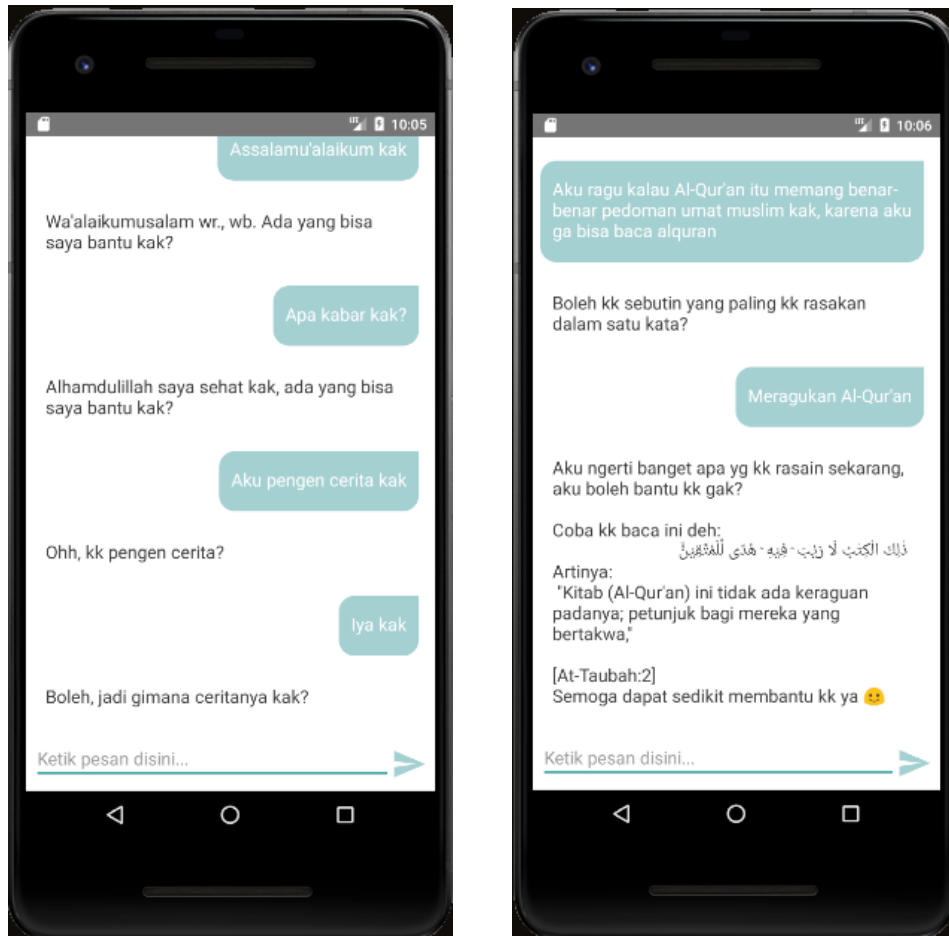 10:05
Assalamu'alaikum kak
Wa'alaikumusalam wr., wb. Ada yang bisa
saya bantu kak?
Apa kabar kak?
Alhamdulillah saya sehat kak, ada yang bisa
saya bantu kak?
Aku pengen cerita kak
Ohh, kk pengen cerita?
Iya kak
Boleh, jadi gimana ceritanya kak?
Ketik pesan disini...
10:06
Aku ragu kalau Al-Qur'an itu memang benar-
benar pedoman umat muslim kak, karena aku
ga bisa baca alquran
Boleh kk sebutin yang paling kk rasakan
dalam satu kata?
Meragukan Al-Qur'an
Aku ngerti banget apa yg kk rasain sekarang,
aku boleh bantu kk gak?
Coba kk baca ini deh:
ذٰلِكَ الْكِتٰبُ لَا رَيْبَ ۛ فِيْهِ ۛ هُدًى لِّلْمُتَّقِيْنَۙ
Artinya:
"Kitab (Al-Qur'an) ini tidak ada keraguan
padanya; petunjuk bagi mereka yang
bertakwa,"
[At-Taubah:2]
Semoga dapat sedikit membantu kk ya 🙂
Ketik pesan disini...